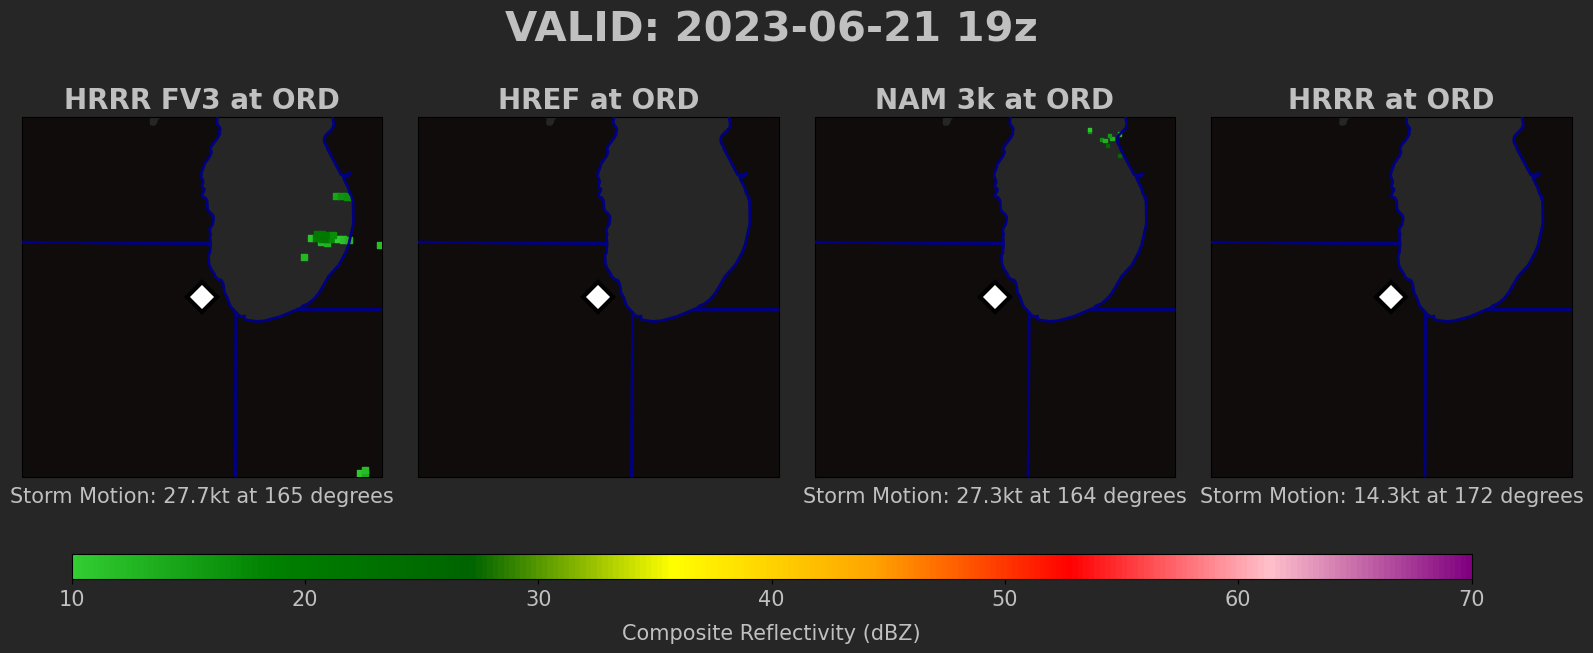 VALID: 2023-06-21 19z
HRRR FV3 at ORD
HREF at ORD
NAM 3k at ORD
HRRR at ORD
Storm Motion: 27.7kt at 165 degrees
Storm Motion: 27.3kt at 164 degrees
Storm Motion: 14.3kt at 172 degrees
10 20 30 40 50 60 70
Composite Reflectivity (dBZ)